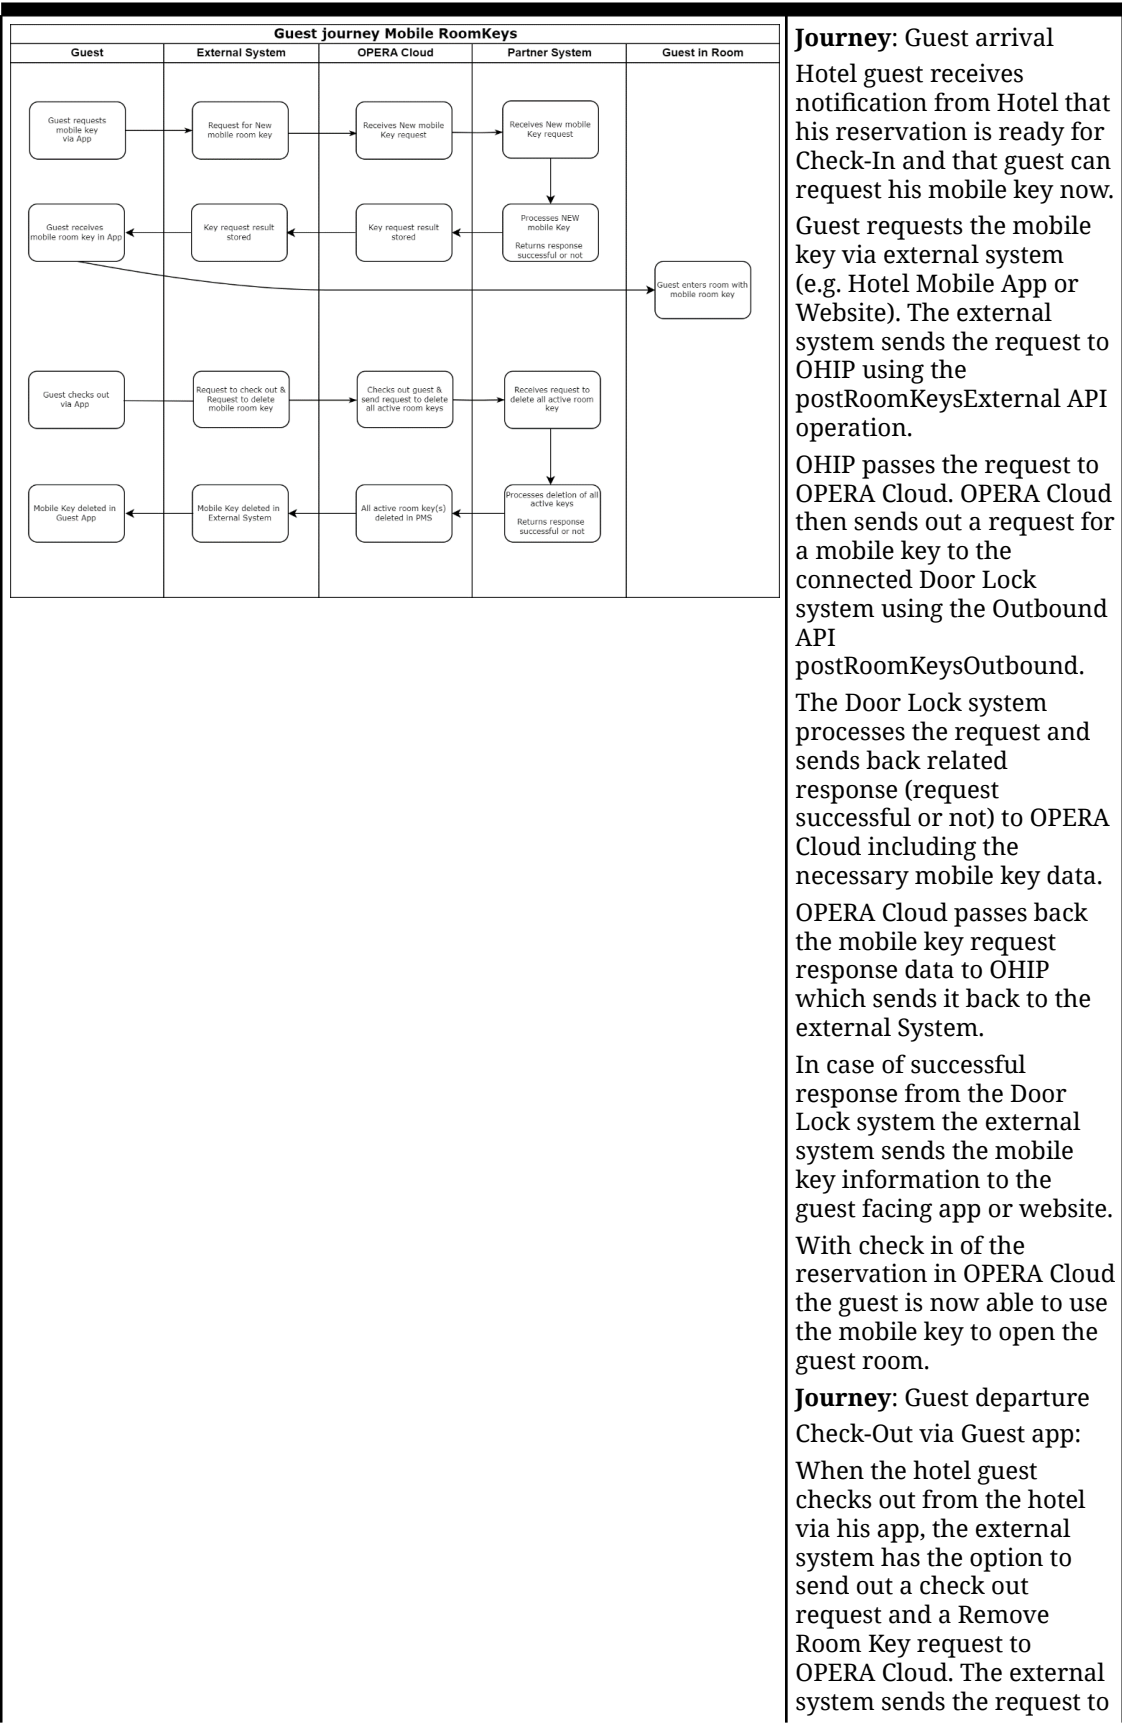 Guest journey Mobile RoomKeys
Guest
External System
OPERA Cloud
Partner System
Guest in Room
Guest requests
mobile key
via App
Request for New
mobile room key
Receives New mobile
Key request
Receives New mobile
Key request
Guest receives
mobile room key in App
Key request result
stored
Key request result
stored
Processes NEW
mobile Key
Returns response
successful or not
Guest enters room with
mobile room key
Guest checks out
via App
Request to check out &
Request to delete
mobile room key
Checks out guest &
send request to delete
all active room keys
Receives request to
delete all active room
key
Mobile Key deleted in
Guest App
Mobile Key deleted in
External System
All active room key(s)
deleted in PMS
Processes deletion of all
active keys
Returns response
successful or not
Journey: Guest arrival
Hotel guest receives
notification from Hotel that
his reservation is ready for
Check-In and that guest can
request his mobile key now.
Guest requests the mobile
key via external system
(e.g. Hotel Mobile App or
Website). The external
system sends the request to
OHIP using the
postRoomKeysExternal API
operation.
OHIP passes the request to
OPERA Cloud. OPERA Cloud
then sends out a request for
a mobile key to the
connected Door Lock
system using the Outbound
API
postRoomKeysOutbound.
The Door Lock system
processes the request and
sends back related
response (request
successful or not) to OPERA
Cloud including the
necessary mobile key data.
OPERA Cloud passes back
the mobile key request
response data to OHIP
which sends it back to the
external System.
In case of successful
response from the Door
Lock system the external
system sends the mobile
key information to the
guest facing app or website.
With check in of the
reservation in OPERA Cloud
the guest is now able to use
the mobile key to open the
guest room.
Journey: Guest departure
Check-Out via Guest app:
When the hotel guest
checks out from the hotel
via his app, the external
system has the option to
send out a check out
request and a Remove
Room Key request to
OPERA Cloud. The external
system sends the request to